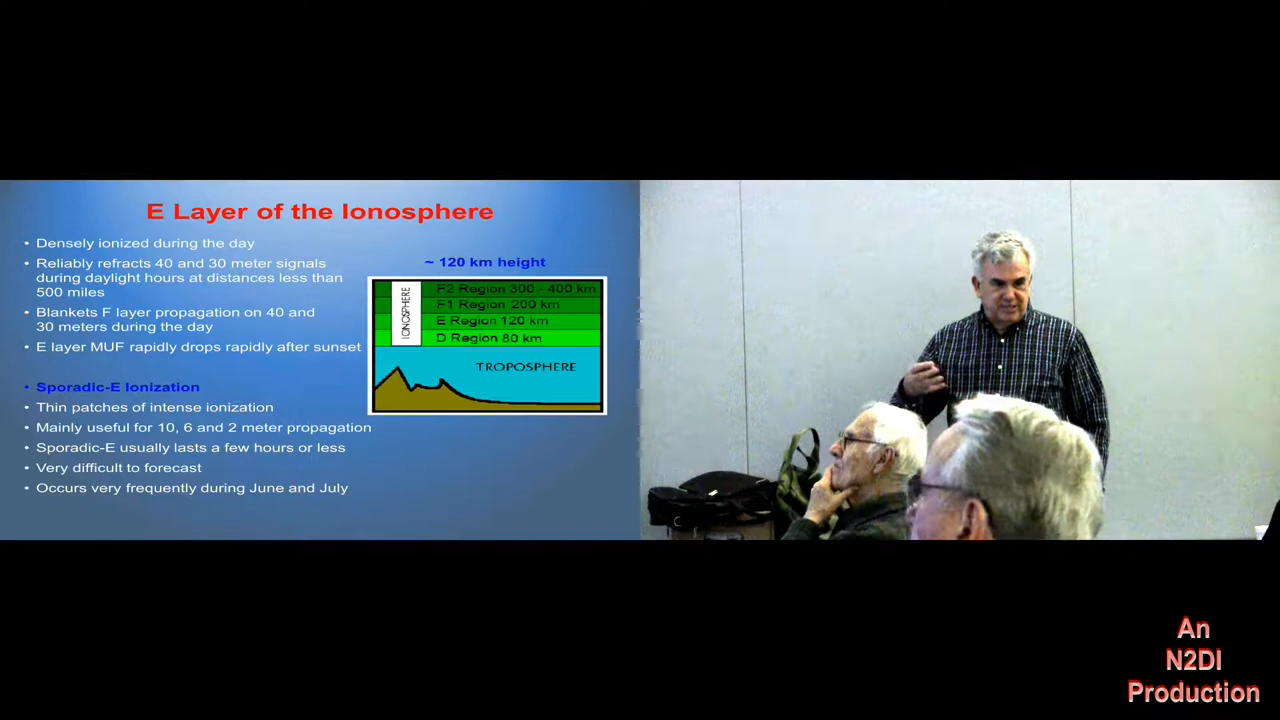 E Layer of the Ionosphere
• Densely ionized during the day
• Reliably refracts 40 and 30 meter signals
during daylight hours at distances less than
500 miles
• Blankets F layer propagation on 40 and
30 meters during the day
• E layer MUF rapidly drops rapidly after sunset
• Sporadic-E Ionization
• Thin patches of intense ionization
• Mainly useful for 10, 6 and 2 meter propagation
• Sporadic-E usually lasts a few hours or less
• Very difficult to forecast
• Occurs very frequently during June and July
~ 120 km height
IONOSPHERE
F2 Region 300 - 400 km
F1 Region 200 km
E Region 120 km
D Region 80 km
TROPOSPHERE
An
N2DI
Production